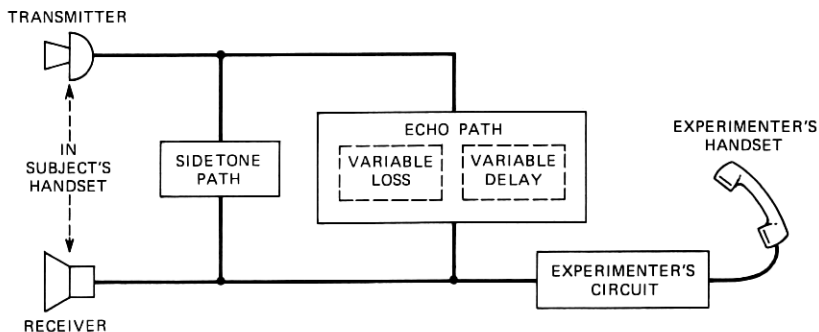 TRANSMITTER
IN
SUBJECT'S
HANDSET
SIDETONE
PATH
ECHO PATH
VARIABLE
LOSS
VARIABLE
DELAY
EXPERIMENTER'S
HANDSET
EXPERIMENTER'S
CIRCUIT
RECEIVER